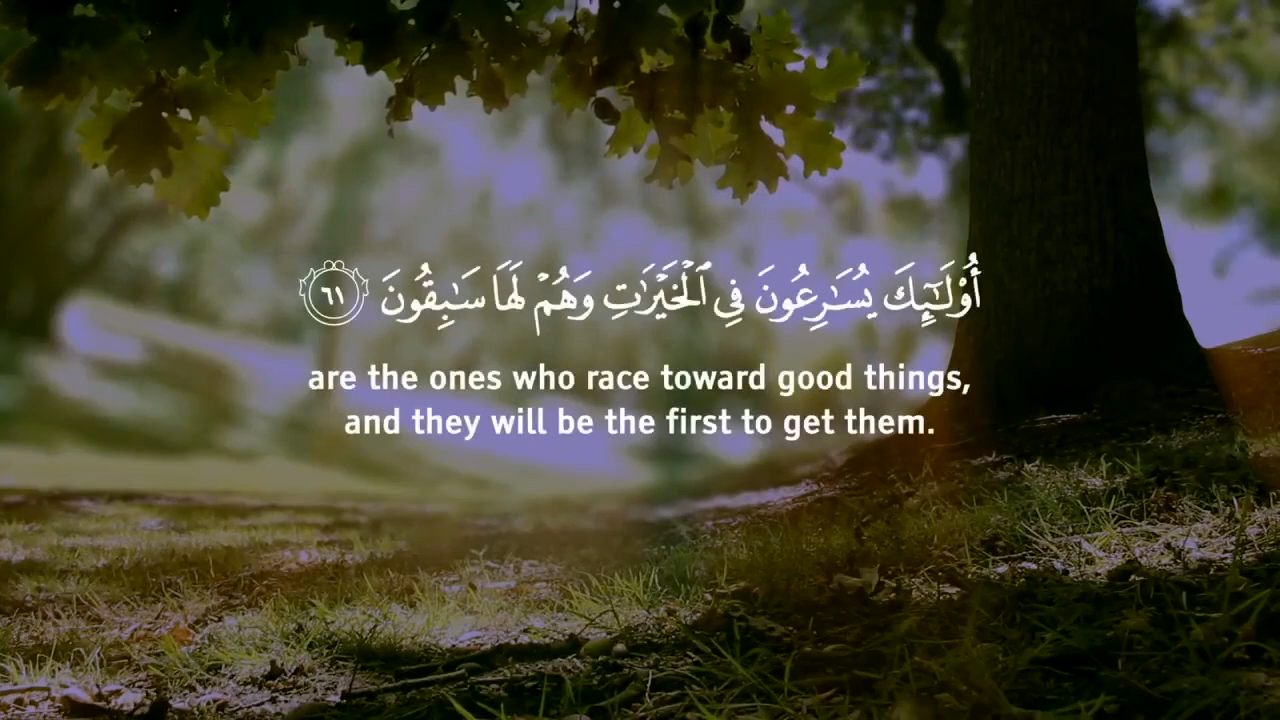 أُو۟لَـٰٓئِكَ يُسَـٰرِعُونَ فِى ٱلْخَيْرَٰتِ وَهُمْ لَهَا سَـٰبِقُونَ ٦١
are the ones who race toward good things,
and they will be the first to get them.